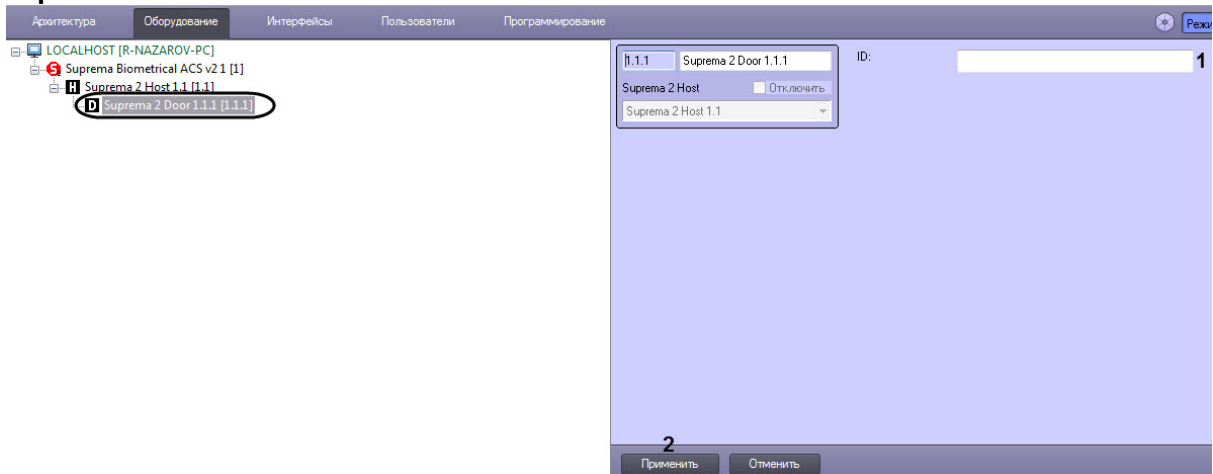 Архитектура Оборудование Интерфейсы Пользователи Программирование Режи
LOCALHOST [R-NAZAROV-PC]
Suprema Biometrical ACS v2 1 [1]
Suprema 2 Host 1.1 [1.1]
Suprema 2 Door 1.1.1 [1.1.1]
1.1.1 Suprema 2 Door 1.1.1
Suprema 2 Host Отключить
Suprema 2 Host 1.1
ID: 1
2
Применить Отменить